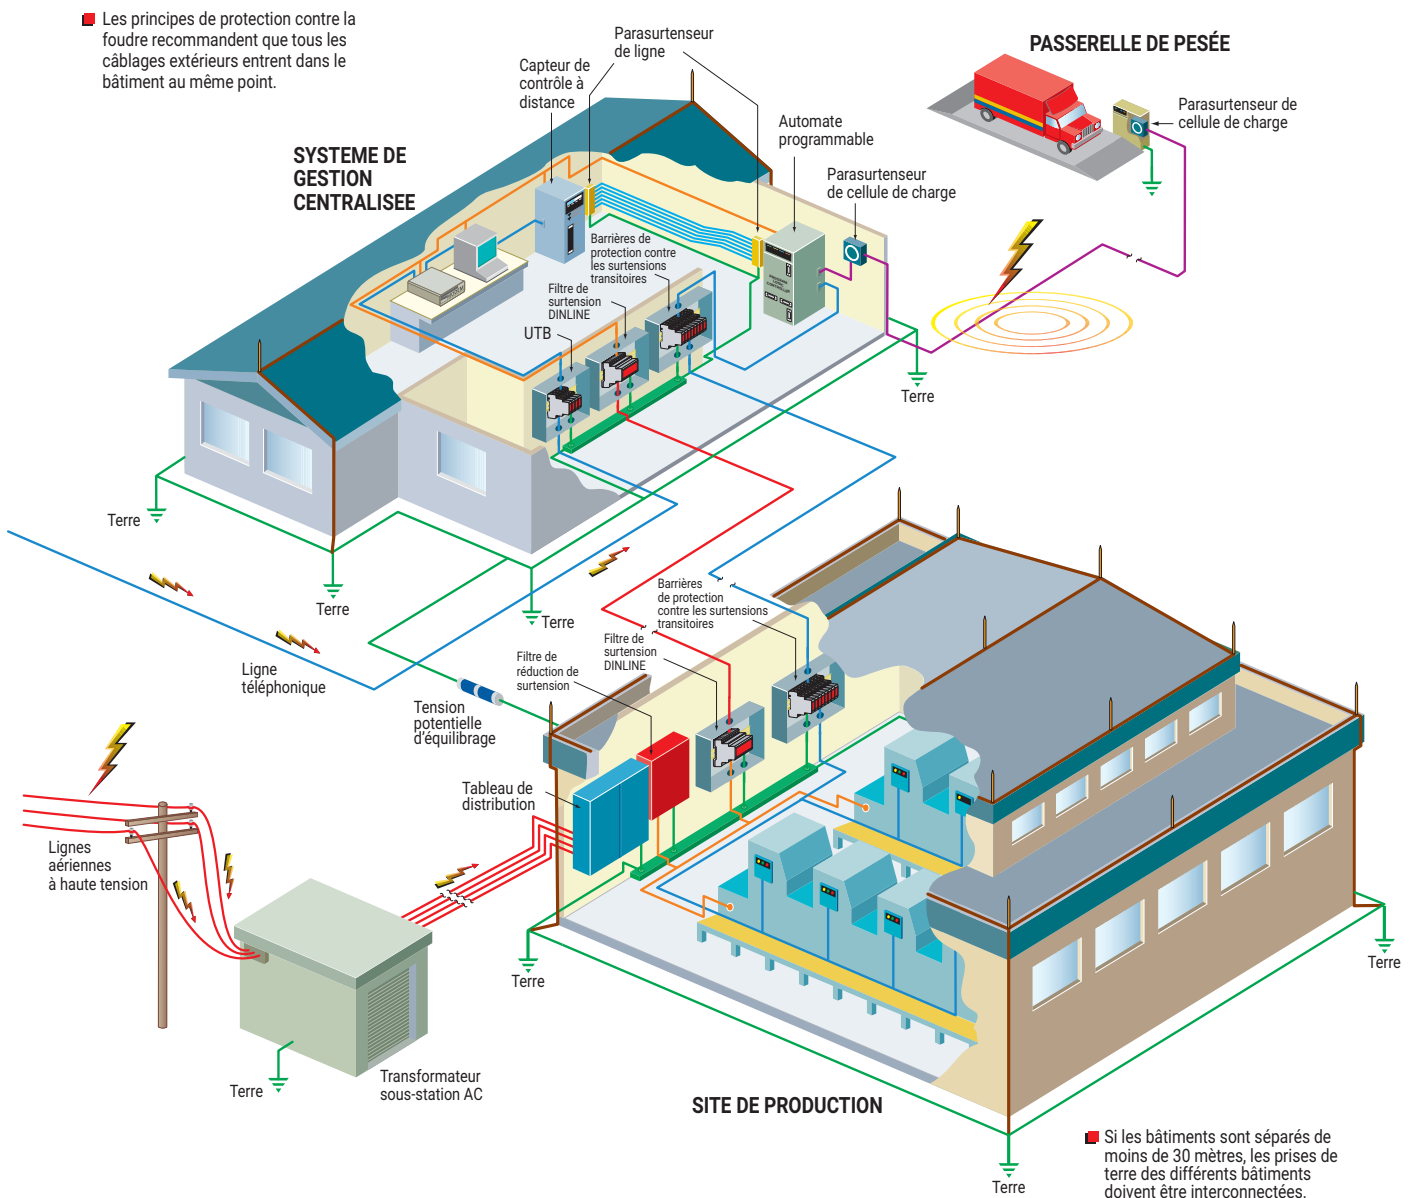 Les principes de protection contre la
foudre recommandent que tous les
câblages extérieurs entrent dans le
bâtiment au même point.
Parasurtenseur
de ligne
Capteur de
contrôle à
distance
PASSERELLE DE PESÉE
Parasurtenseur de
cellule de charge
Automate
programmable
Parasurtenseur
de cellule de charge
SYSTEME DE
GESTION
CENTRALISEE
Barrières de
protection contre
les surtensions
transitoires
Filtre de
surtension
DINLINE
UTB
Terre
Terre
Terre
Terre
Ligne
téléphonique
Tension
potentielle
d'équilibrage
Barrières
de protection
contre les surtensions
transitoires
Filtre de
surtension
DINLINE
Filtre de
réduction de
surtension
Tableau de
distribution
Lignes
aériennes
à haute tension
Terre
Terre
Terre
Transformateur
sous-station AC
SITE DE PRODUCTION
Terre
Si les bâtiments sont séparés de
moins de 30 mètres, les prises de
terre des différents bâtiments
doivent être interconnectées.